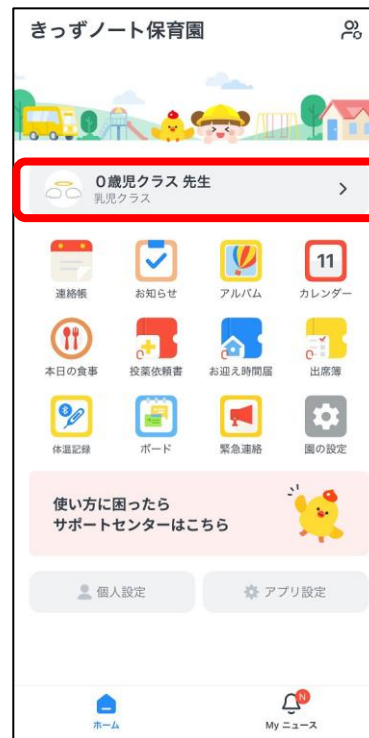 きっずノート保育園
0歳児クラス 先生
乳児クラス
11
連絡帳 お知らせ アルバム カレンダー
本日の食事 投薬依頼書 お迎え時間届 出席簿
体温記録 ボード 緊急連絡 園の設定
使い方に困ったら
サポートセンターはこちら
個人設定 アプリ設定
N
ホーム My ニュース